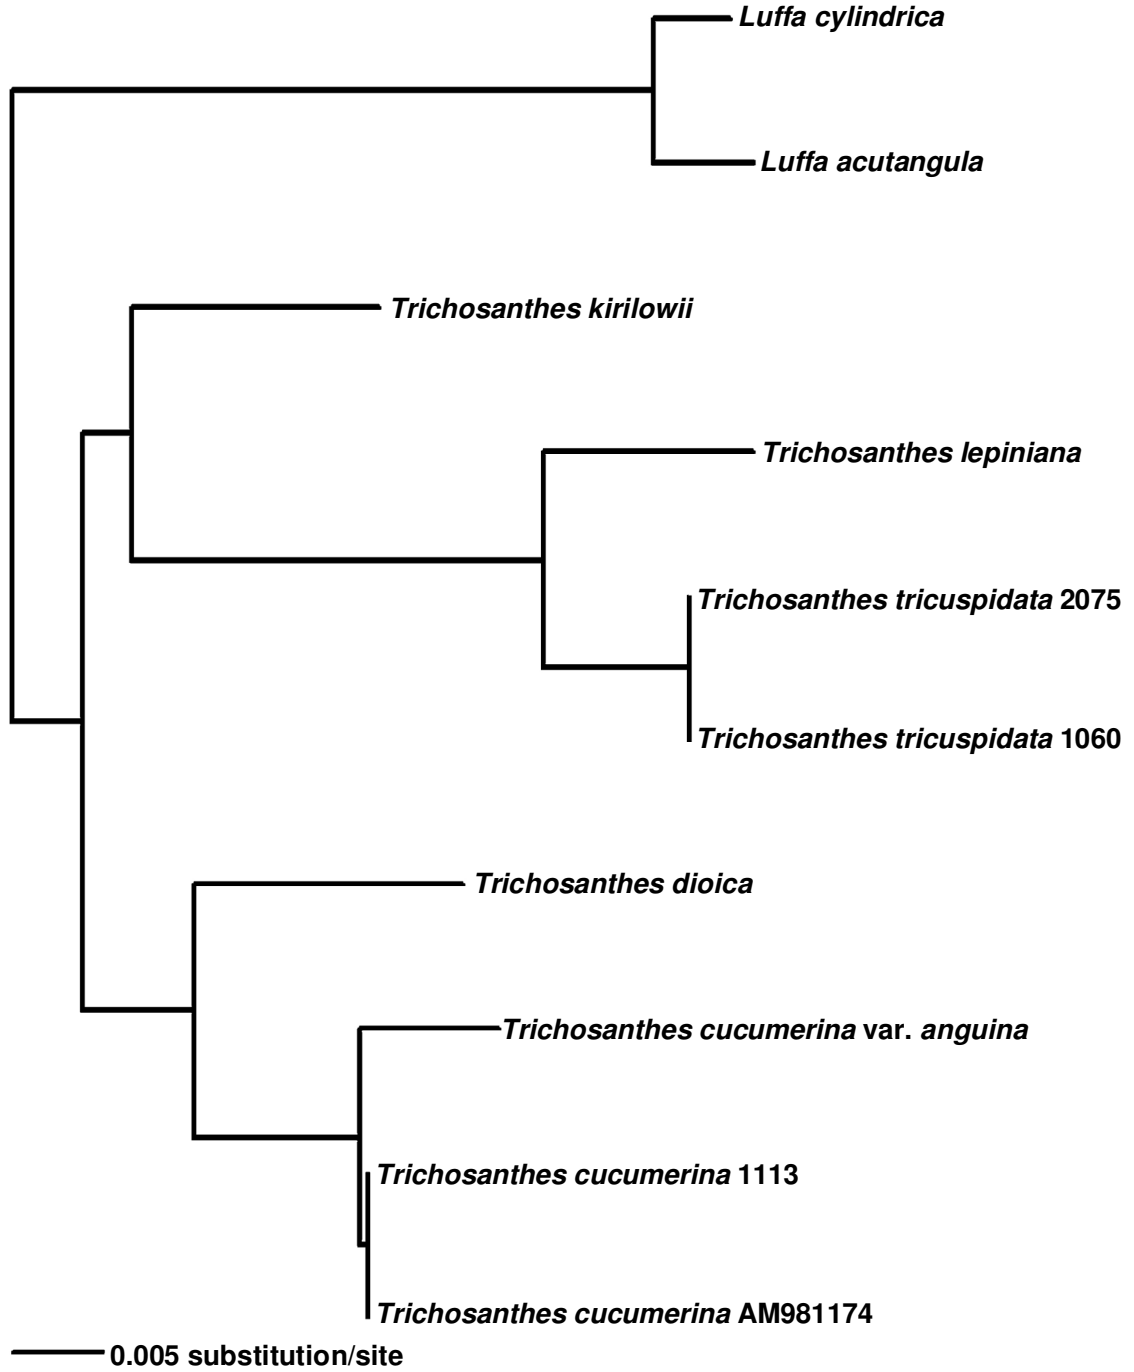 Luffa cylindrica
Luffa acutangula
Trichosanthes kirilowii
Trichosanthes lepiniana
Trichosanthes tricuspidata 2075
Trichosanthes tricuspidata 1060
Trichosanthes dioica
Trichosanthes cucumerina var. anguina
Trichosanthes cucumerina 1113
Trichosanthes cucumerina AM981174
0.005 substitution/site